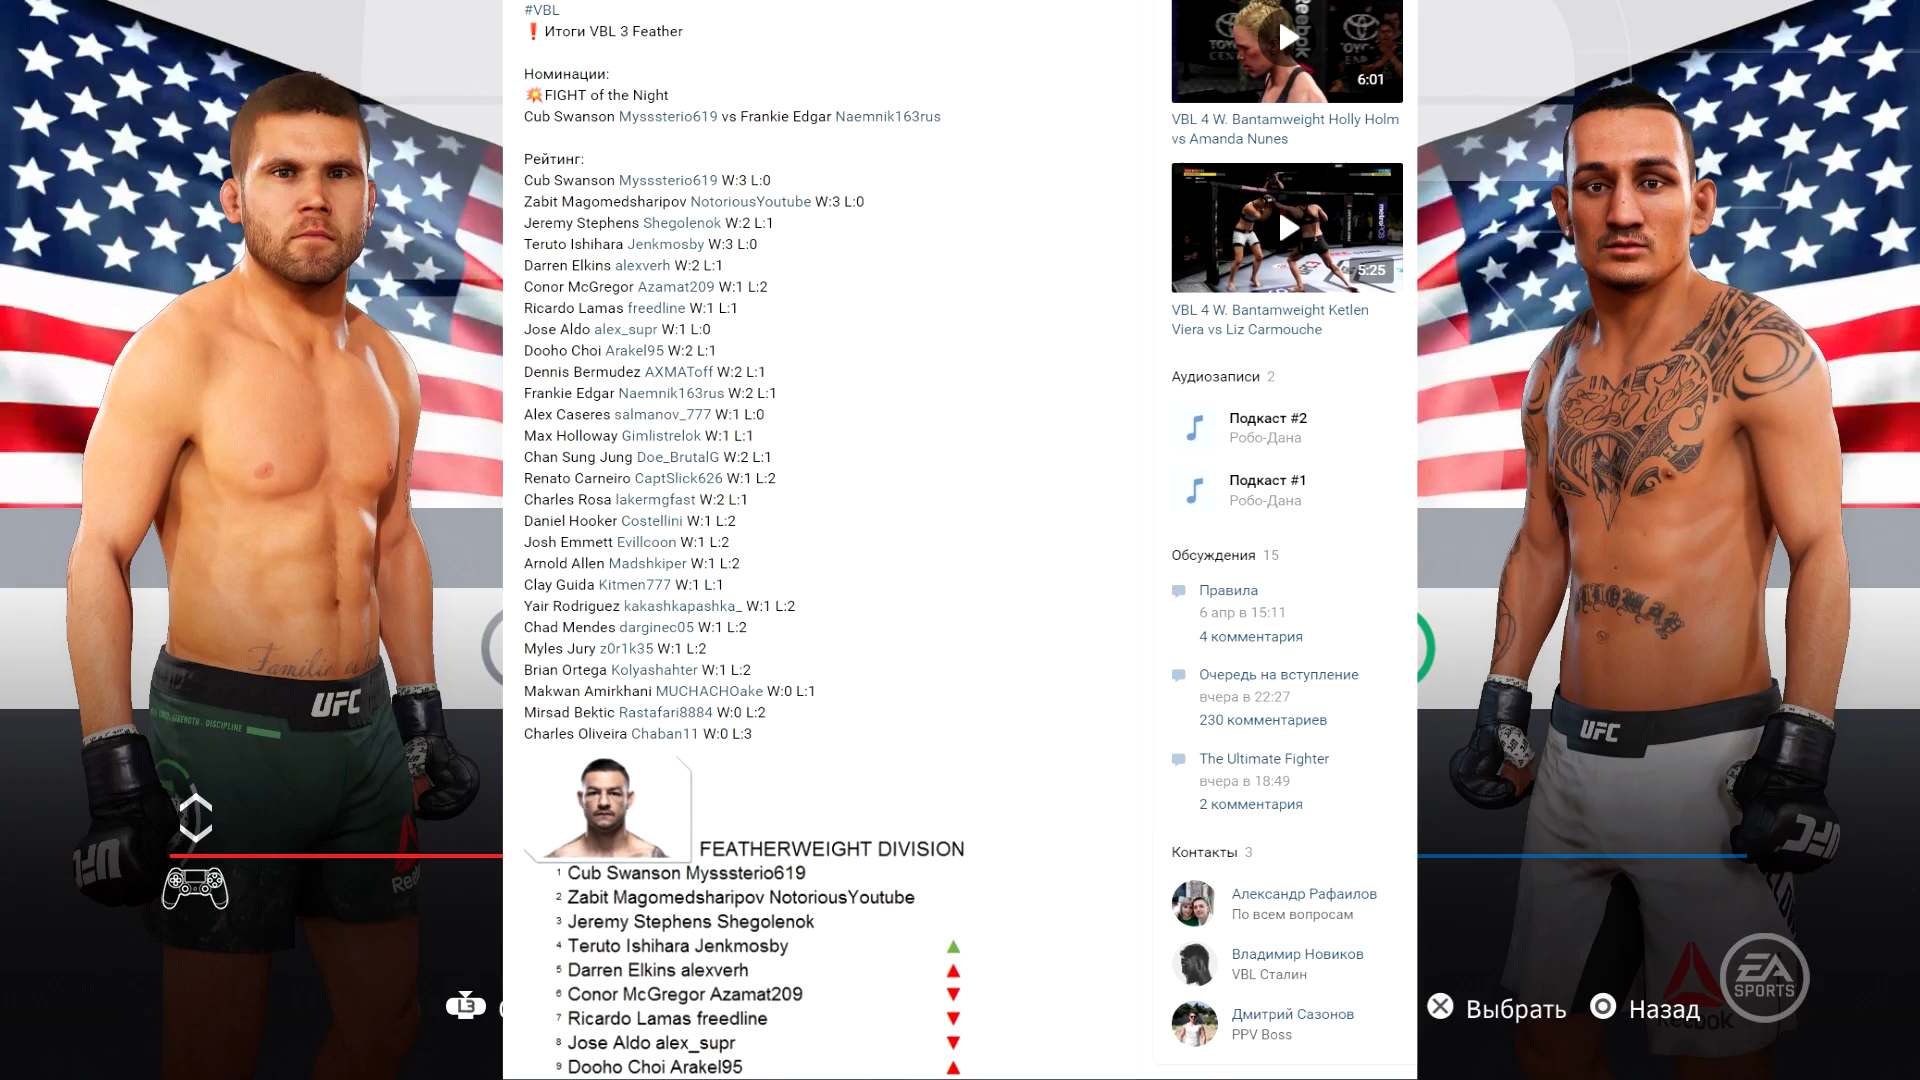 #VBL
❗ Итоги VBL 3 Feather
Номинации:
💥FIGHT of the Night
Cub Swanson Mysssterio619 vs Frankie Edgar Naemnik163rus
Рейтинг:
Cub Swanson Mysssterio619 W:3 L:0
Zabit Magomedsharipov NotoriousYoutube W:3 L:0
Jeremy Stephens Shegolenok W:2 L:1
Teruto Ishihara Jenkmosby W:3 L:0
Darren Elkins alexverh W:2 L:1
Conor McGregor Azamat209 W:1 L:2
Ricardo Lamas freedline W:1 L:1
Jose Aldo alex_supr W:1 L:0
Dooho Choi Arakel95 W:2 L:1
Dennis Bermudez AXMAToff W:2 L:1
Frankie Edgar Naemnik163rus W:2 L:1
Alex Caseres salmanov_777 W:1 L:0
Max Holloway Gimlistrelok W:1 L:1
Chan Sung Jung Doe_BrutalG W:2 L:1
Renato Carneiro CaptSlick626 W:1 L:2
Charles Rosa lakermgfast W:2 L:1
Daniel Hooker Costellini W:1 L:2
Josh Emmett Evillcoon W:1 L:2
Arnold Allen Madshkiper W:1 L:2
Clay Guida Kitmen777 W:1 L:1
Yair Rodriguez kakashkapashka_ W:1 L:2
Chad Mendes darginec05 W:1 L:2
Myles Jury z0r1k35 W:1 L:2
Brian Ortega Kolyashahter W:1 L:2
Makwan Amirkhani MUCHACHOake W:0 L:1
Mirsad Bektic Rastafari8884 W:0 L:2
Charles Oliveira Chaban11 W:0 L:3
FEATHERWEIGHT DIVISION
1 Cub Swanson Mysssterio619
2 Zabit Magomedsharipov NotoriousYoutube
3 Jeremy Stephens Shegolenok
4 Teruto Ishihara Jenkmosby
5 Darren Elkins alexverh
6 Conor McGregor Azamat209
7 Ricardo Lamas freedline
8 Jose Aldo alex_supr
9 Dooho Choi Arakel95
Reebok
6:01
VBL 4 W. Bantamweight Holly Holm
vs Amanda Nunes
5:25
VBL 4 W. Bantamweight Ketlen
Viera vs Liz Carmouche
Аудиозаписи 2
Подкаст #2
Робо-Дана
Подкаст #1
Робо-Дана
Обсуждения 15
Правила
6 апр в 15:11
4 комментария
Очередь на вступление
вчера в 22:27
230 комментариев
The Ultimate Fighter
вчера в 18:49
2 комментария
Контакты 3
Александр Рафаилов
По всем вопросам
Владимир Новиков
VBL Сталин
Дмитрий Сазонов
PPV Boss
UFC
UFC
L3
UFC
EA
SPORTS
Reebok
Выбрать
Назад